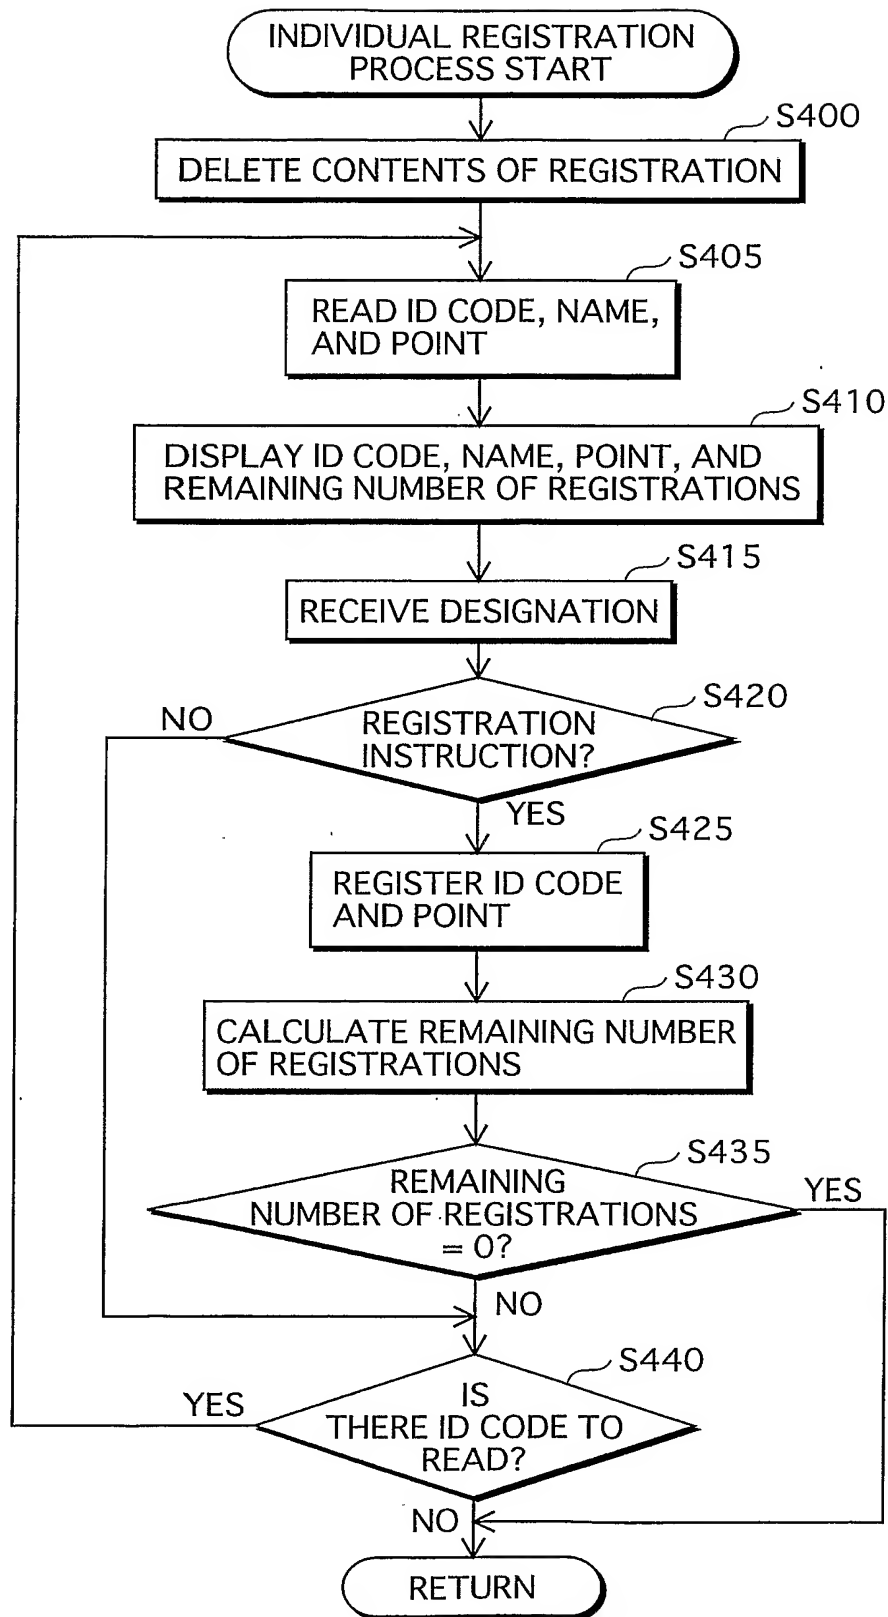 INDIVIDUAL REGISTRATION
PROCESS START
S400
DELETE CONTENTS OF REGISTRATION
S405
READ ID CODE, NAME,
AND POINT
S410
DISPLAY ID CODE, NAME, POINT, AND
REMAINING NUMBER OF REGISTRATIONS
S415
RECEIVE DESIGNATION
S420
NO
REGISTRATION
INSTRUCTION?
YES
S425
REGISTER ID CODE
AND POINT
S430
CALCULATE REMAINING NUMBER
OF REGISTRATIONS
S435
REMAINING
NUMBER OF REGISTRATIONS
= 0?
YES
NO
S440
YES
IS
THERE ID CODE TO
READ?
NO
RETURN